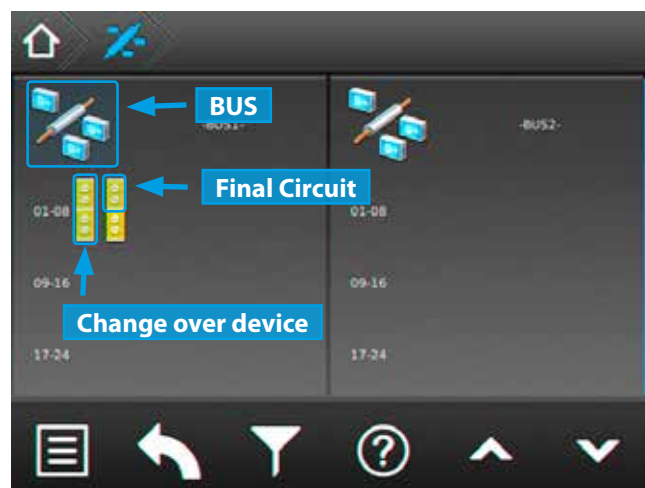 BUS
-BUS1-
-BUS2-
Final Circuit
01-08
01-08
09-16
09-16
Change over device
17-24
17-24